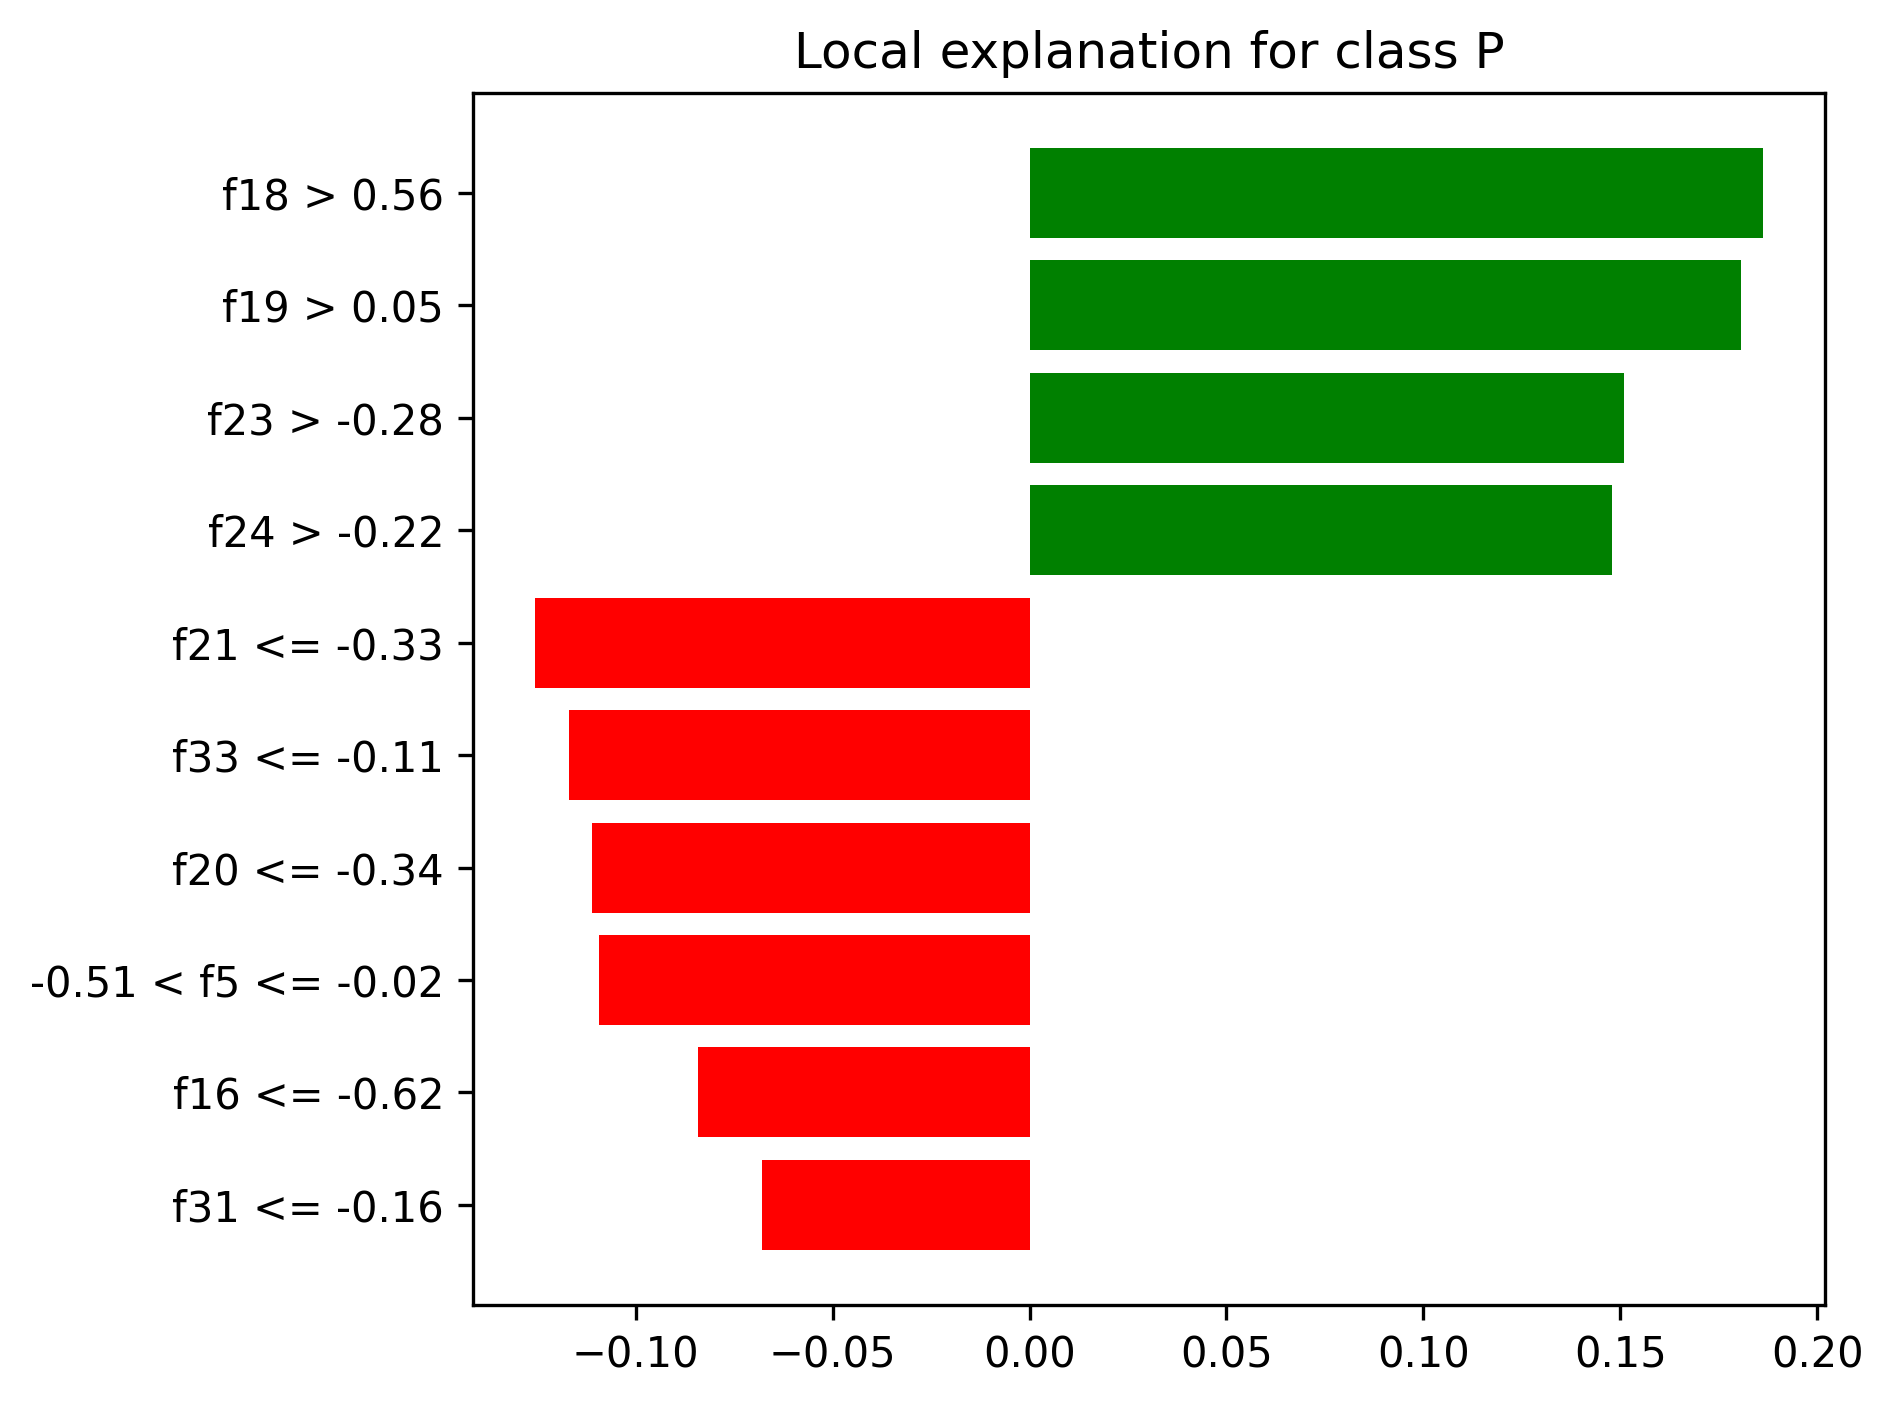 Local explanation for class P
f18 > 0.56
f19 > 0.05
f23 > -0.28
f24 > -0.22
f21 <= -0.33
f33 <= -0.11
f20 <= -0.34
-0.51 < f5 <= -0.02
f16 <= -0.62
f31 <= -0.16
−0.10 −0.05 0.00 0.05 0.10 0.15 0.20